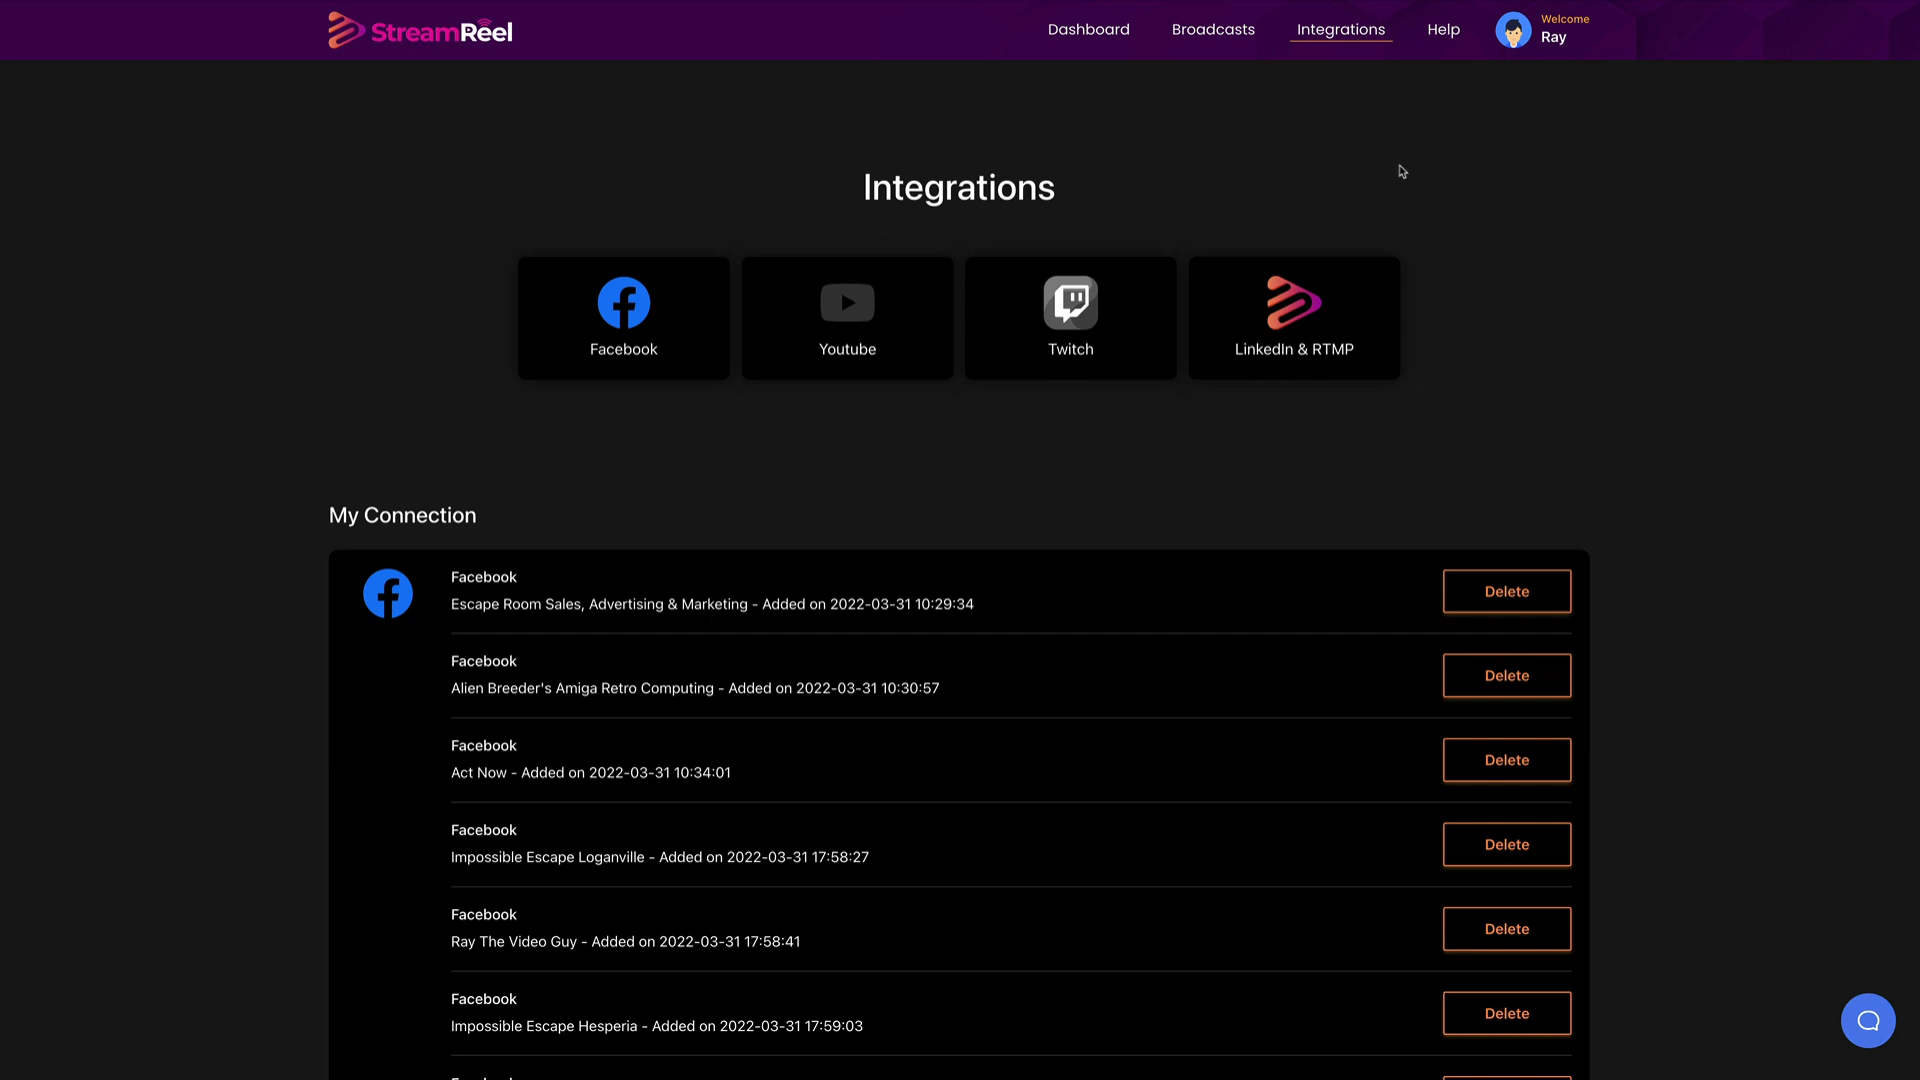 StreamReel
Dashboard
Broadcasts
Integrations
Help
Welcome
Ray
Integrations
Facebook
Youtube
Twitch
LinkedIn & RTMP
My Connection
Facebook
Escape Room Sales, Advertising & Marketing - Added on 2022-03-31 10:29:34
Delete
Facebook
Alien Breeder's Amiga Retro Computing - Added on 2022-03-31 10:30:57
Delete
Facebook
Act Now - Added on 2022-03-31 10:34:01
Delete
Facebook
Impossible Escape Loganville - Added on 2022-03-31 17:58:27
Delete
Facebook
Ray The Video Guy - Added on 2022-03-31 17:58:41
Delete
Facebook
Impossible Escape Hesperia - Added on 2022-03-31 17:59:03
Delete